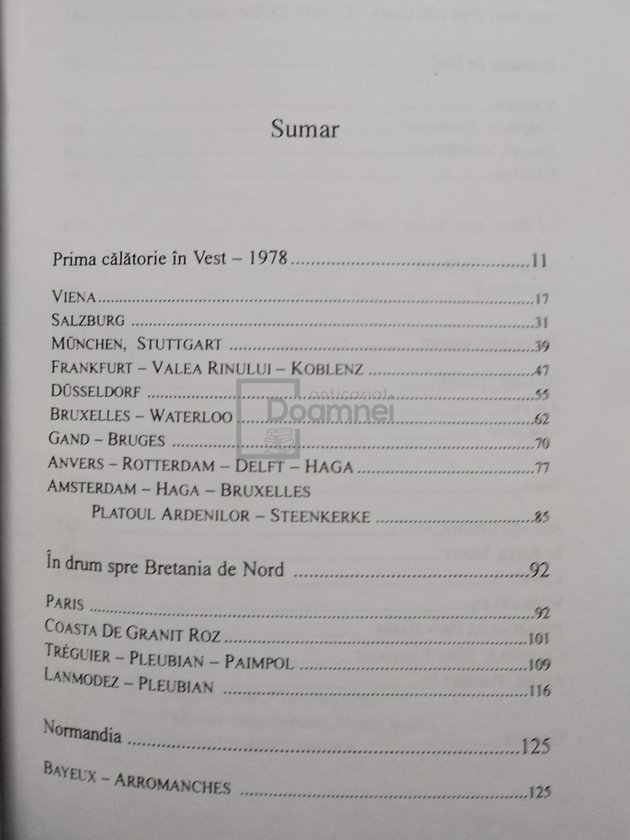 Sumar
Prima călătorie în Vest – 1978 11
VIENA 17
SALZBURG 31
MÜNCHEN, STUTTGART 39
FRANKFURT – VALEA RINULUI – KOBLENZ 47
DÜSSELDORF 55
BRUXELLES – WATERLOO 62
GAND – BRUGES 70
ANVERS – ROTTERDAM – DELFT – HAGA 77
AMSTERDAM – HAGA – BRUXELLES
PLATOUL ARDENILOR – STEENKERKE 85
În drum spre Bretania de Nord 92
PARIS 92
COASTA DE GRANIT ROZ 101
TRÉGUIER – PLEUBIAN – PAIMPOL 109
LANMODEZ – PLEUBIAN 116
Normandia 125
BAYEUX – ARROMANCHES 125
anticariat
Doamnei